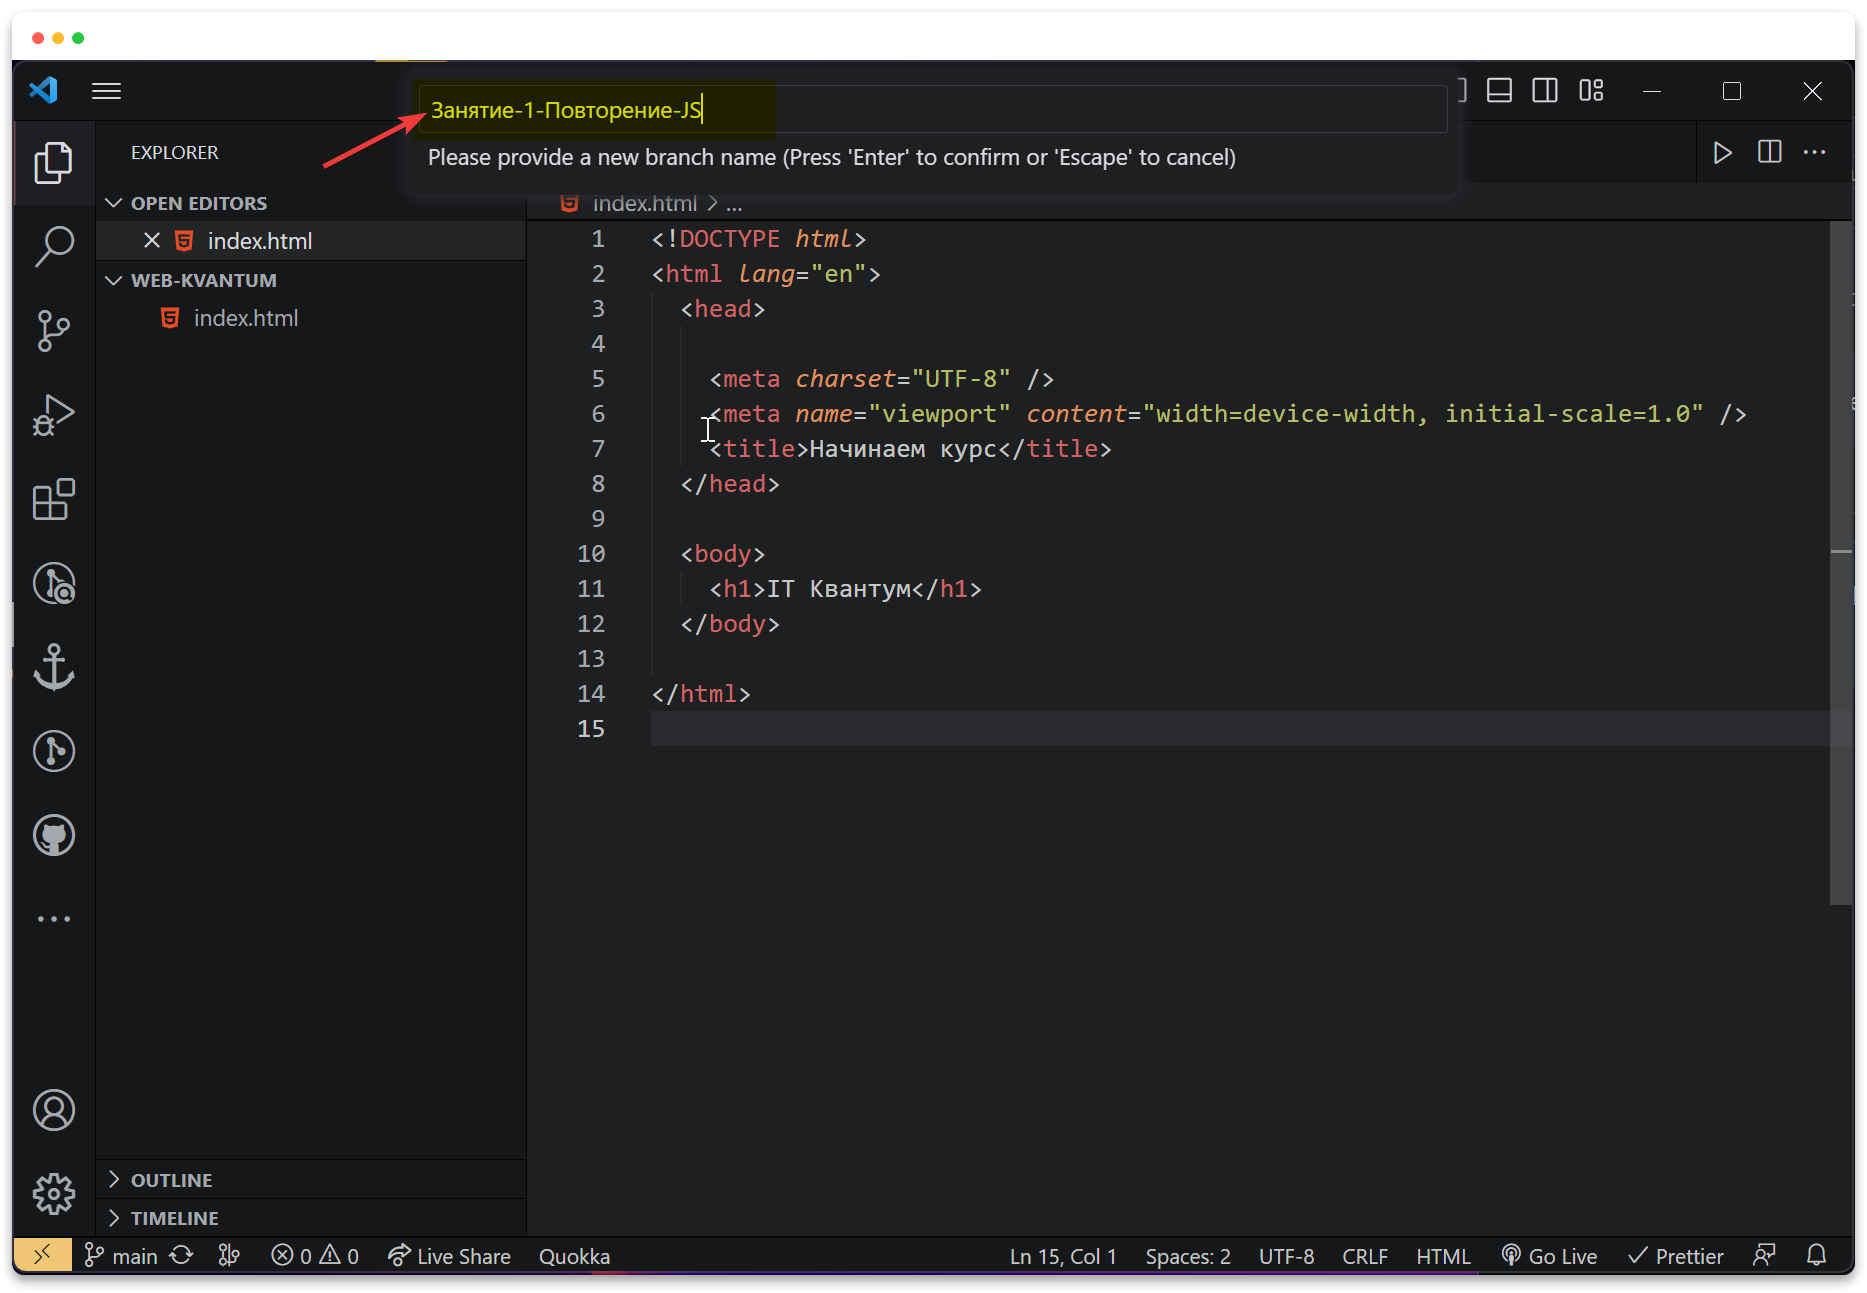 Занятие-1-Повторение-JS
Please provide a new branch name (Press 'Enter' to confirm or 'Escape' to cancel)
EXPLORER
OPEN EDITORS
index.html
WEB-KVANTUM
index.html
OUTLINE
TIMELINE
index.html > ...
1 <!DOCTYPE html>
2 <html lang="en">
3 <head>
4
5 <meta charset="UTF-8" />
6 <meta name="viewport" content="width=device-width, initial-scale=1.0" />
7 <title>Начинаем курс</title>
8 </head>
9
10 <body>
11 <h1>IT Квантум</h1>
12 </body>
13
14 </html>
15
main 0 0 Live Share Quokka Ln 15, Col 1 Spaces: 2 UTF-8 CRLF HTML Go Live Prettier